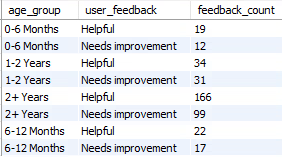 age_group user_feedback feedback_count
0-6 Months Helpful 19
0-6 Months Needs improvement 12
1-2 Years Helpful 34
1-2 Years Needs improvement 31
2+ Years Helpful 166
2+ Years Needs improvement 99
6-12 Months Helpful 22
6-12 Months Needs improvement 17